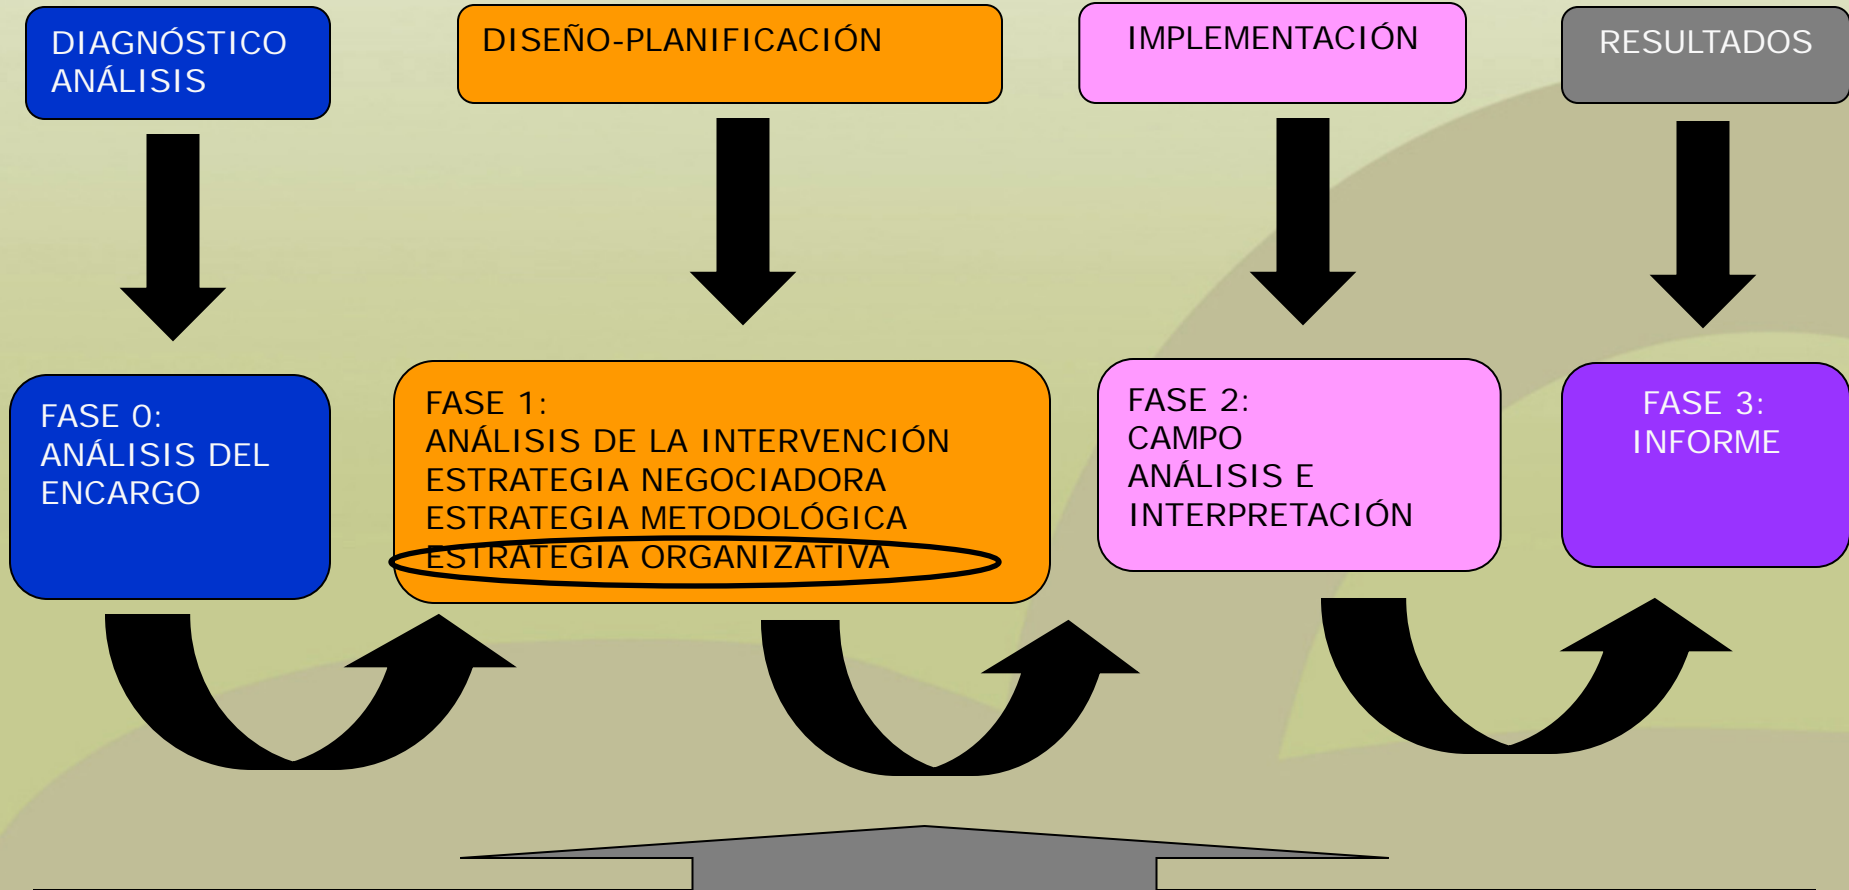 DIAGNÓSTICO
ANÁLISIS
DISEÑO-PLANIFICACIÓN
IMPLEMENTACIÓN
RESULTADOS
FASE 0:
ANÁLISIS DEL
ENCARGO
FASE 1:
ANÁLISIS DE LA INTERVENCIÓN
ESTRATEGIA NEGOCIADORA
ESTRATEGIA METODOLÓGICA
ESTRATEGIA ORGANIZATIVA
FASE 2:
CAMPO
ANÁLISIS E
INTERPRETACIÓN
FASE 3:
INFORME